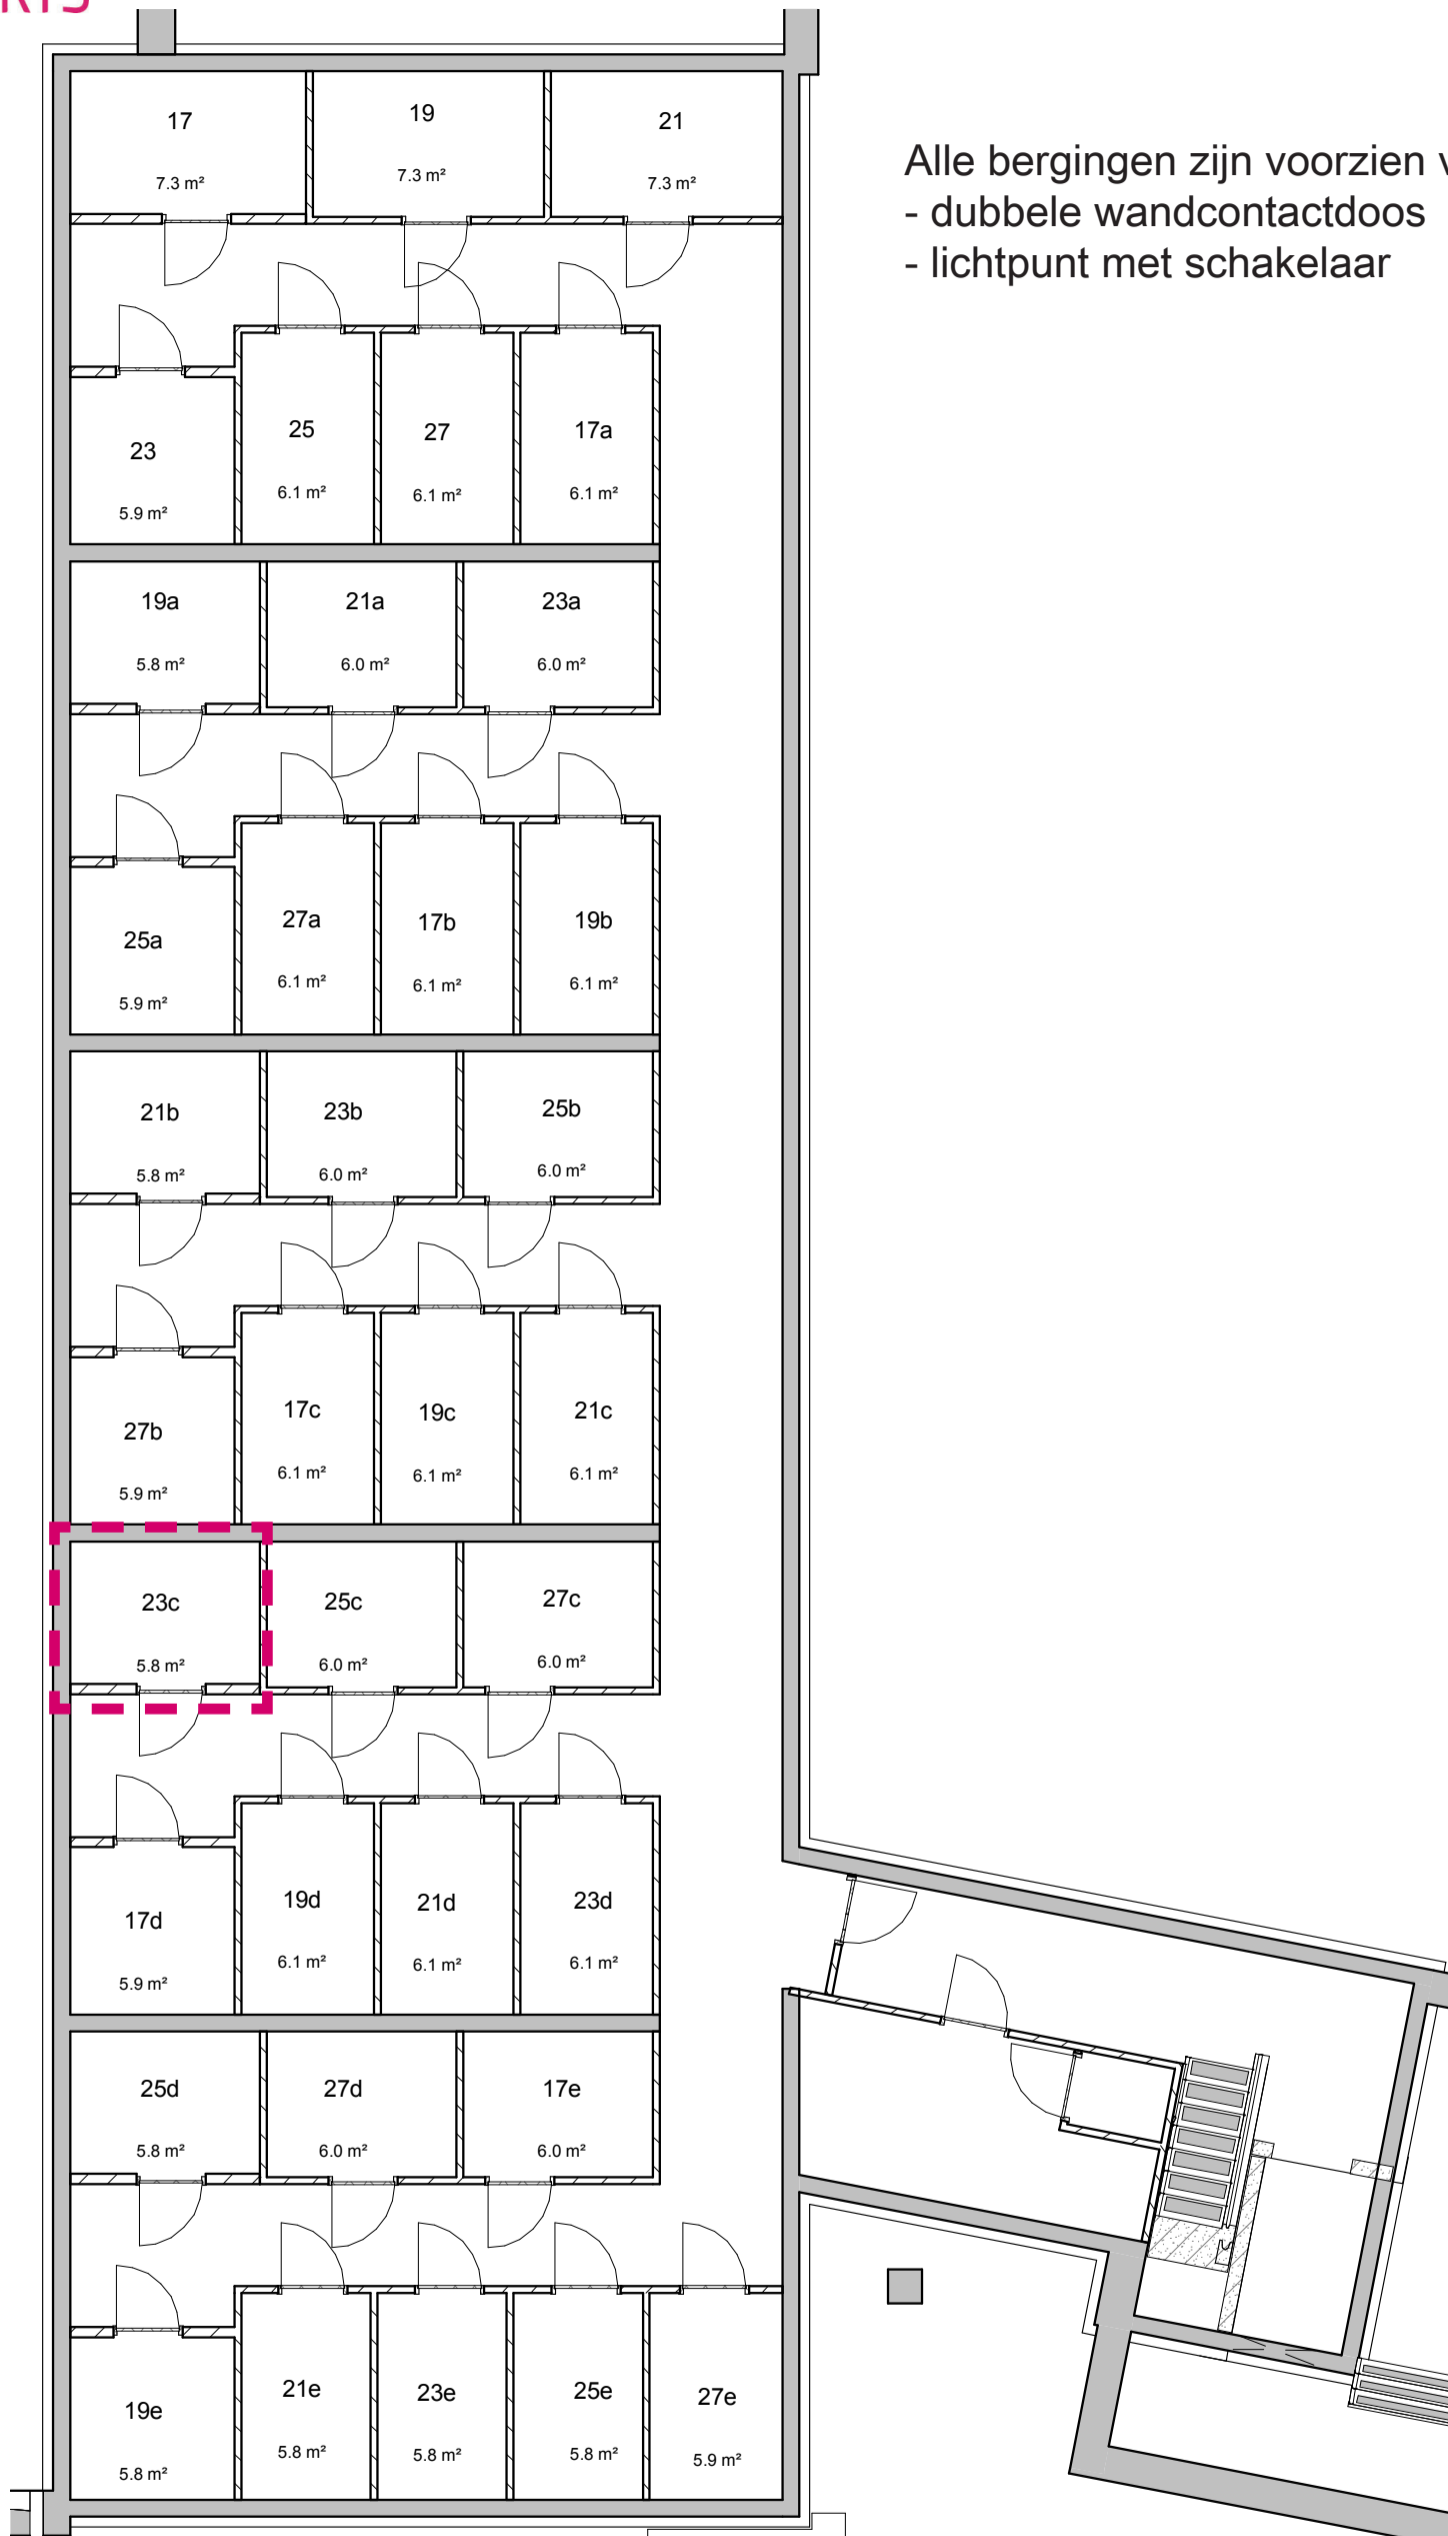 17
7.3 m²
19
7.3 m²
21
7.3 m²
Alle bergingen zijn voorzien
- dubbele wandcontactdoos
- lichtpunt met schakelaar
23
5.9 m²
25
6.1 m²
27
6.1 m²
17a
6.1 m²
19a
5.8 m²
21a
6.0 m²
23a
6.0 m²
25a
5.9 m²
27a
6.1 m²
17b
6.1 m²
19b
6.1 m²
21b
5.8 m²
23b
6.0 m²
25b
6.0 m²
27b
5.9 m²
17c
6.1 m²
19c
6.1 m²
21c
6.1 m²
23c
5.8 m²
25c
6.0 m²
27c
6.0 m²
17d
5.9 m²
19d
6.1 m²
21d
6.1 m²
23d
6.1 m²
25d
5.8 m²
27d
6.0 m²
17e
6.0 m²
19e
5.8 m²
21e
5.8 m²
23e
5.8 m²
25e
5.8 m²
27e
5.9 m²